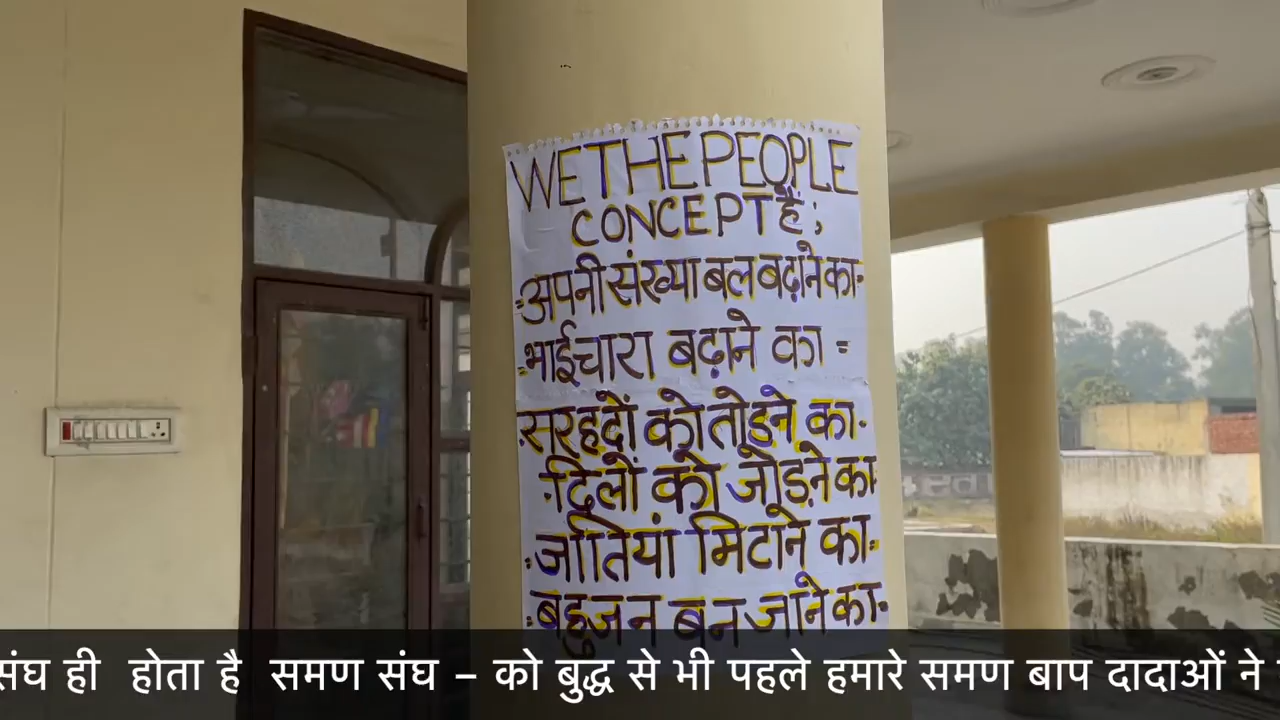 WE THE PEOPLE
CONCEPT है ;
= अपनी संख्या बल बढ़ाने का =
= भाईचारा बढ़ाने का =
= सरहदों को तोड़ने का =
= दिलों को जोड़ने का =
= जातियां मिटाने का =
= बहुजन बन जाने का =
संघ ही होता है समण संघ – को बुद्ध से भी पहले हमारे समण बाप दादाओं ने